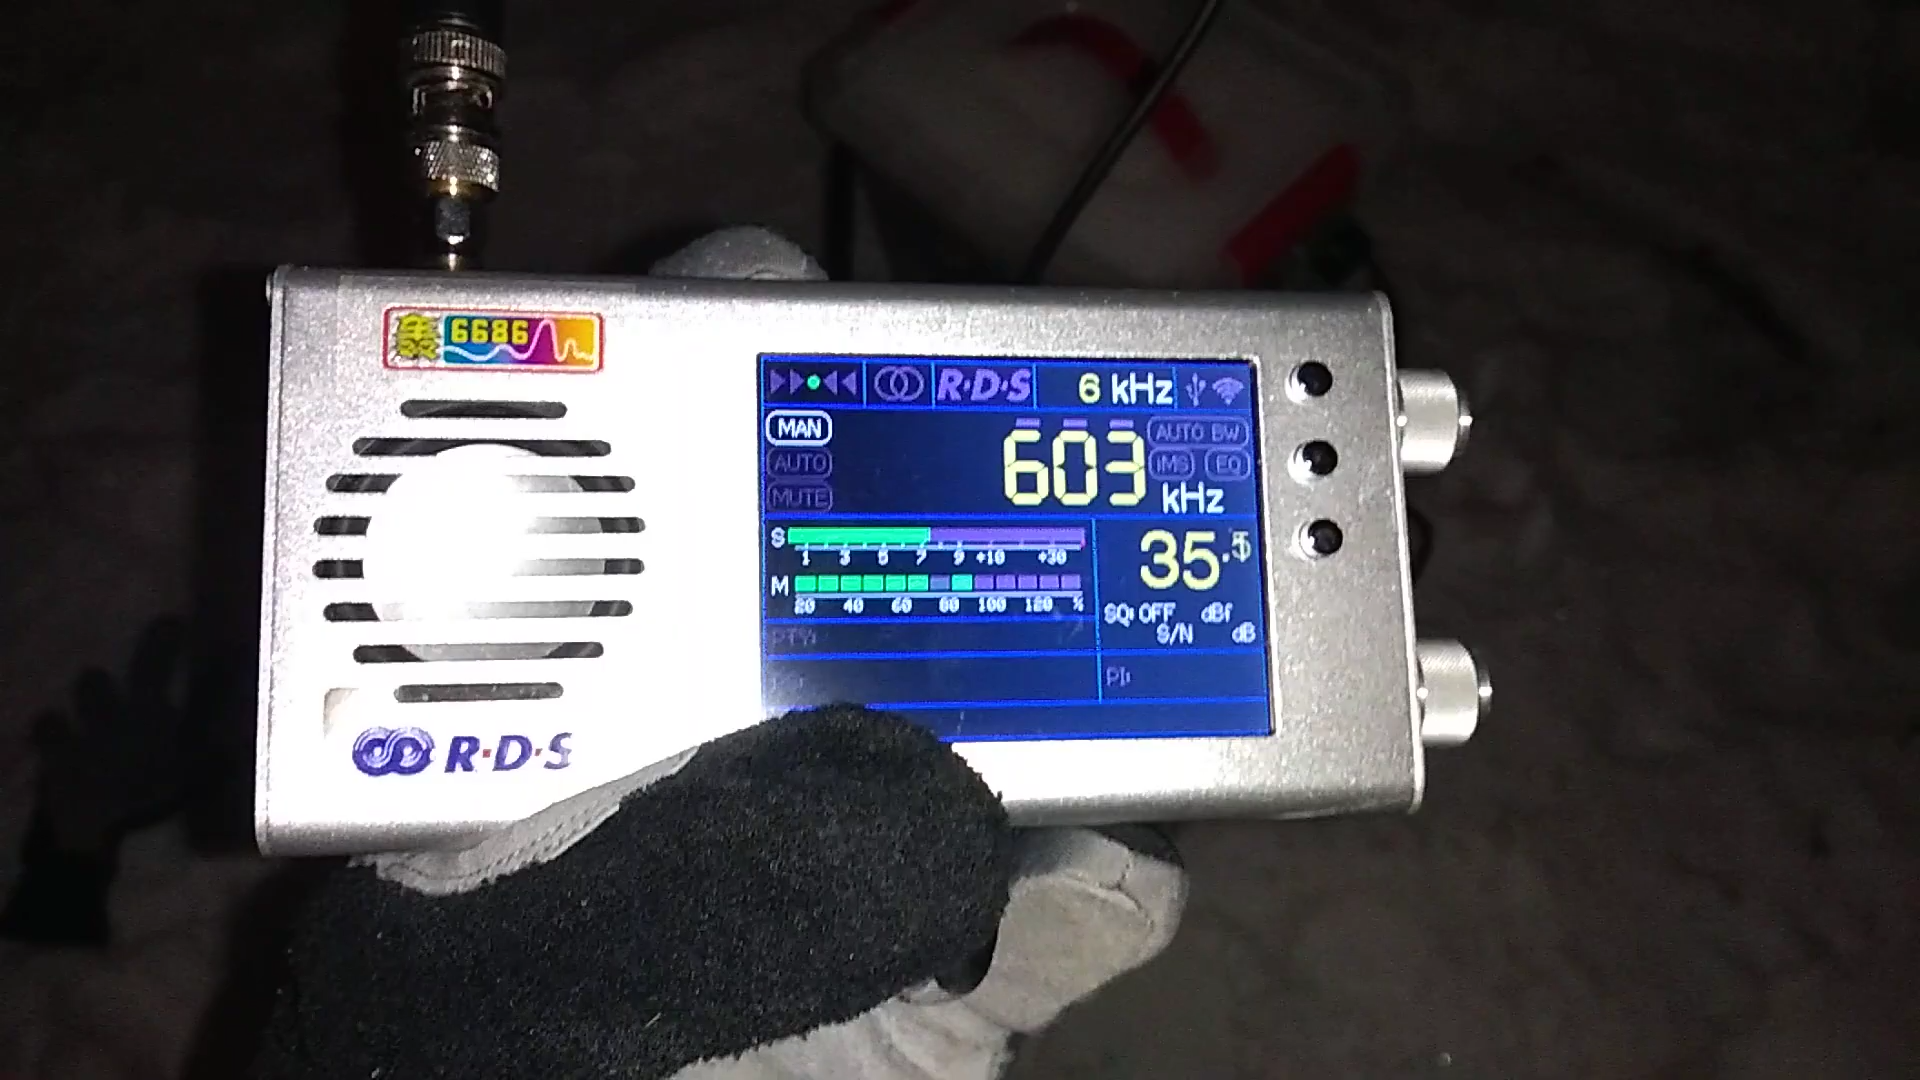 6686
R·D·S
R·D·S
6 kHz
MAN
AUTO
MUTE
603
kHz
AUTO BW
iMS
EQ
S
1 3 5 7 9 +10 +30
M
20 40 60 80 100 120 %
35.
SQ: OFF dBf
S/N dB
PTY:
PI: